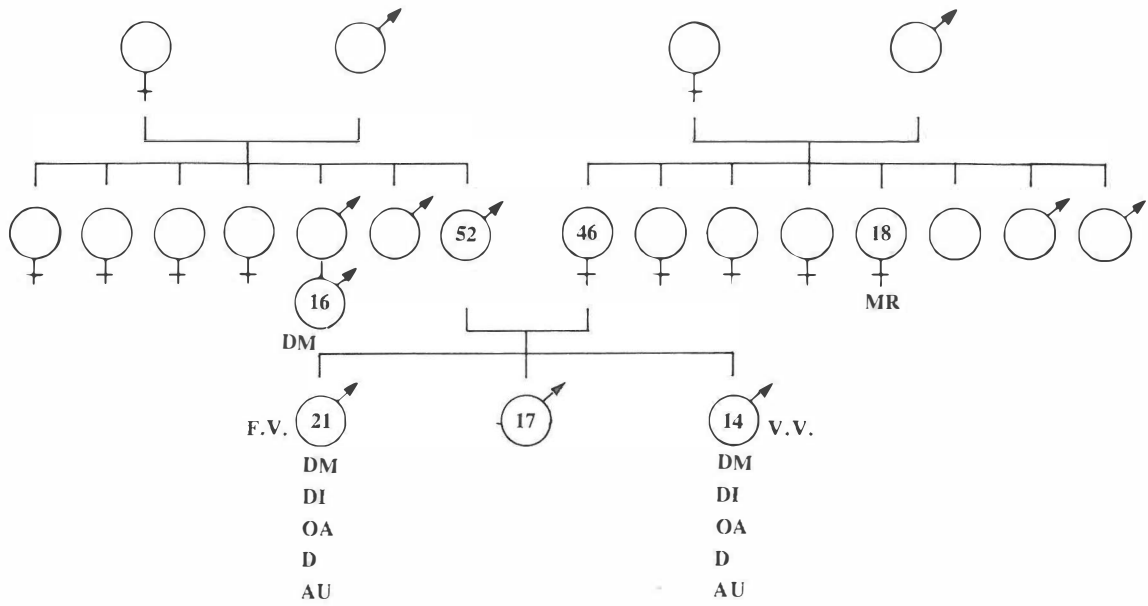 52 46 18
16 MR
DM
F.V. 21 17 14 V.V.
DM DM
DI DI
OA OA
D D
AU AU